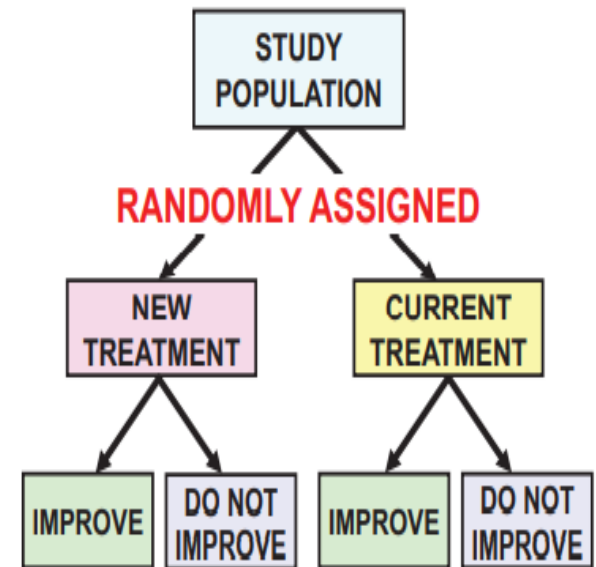 STUDY
POPULATION
RANDOMLY ASSIGNED
NEW
TREATMENT
CURRENT
TREATMENT
IMPROVE
DO NOT
IMPROVE
IMPROVE
DO NOT
IMPROVE